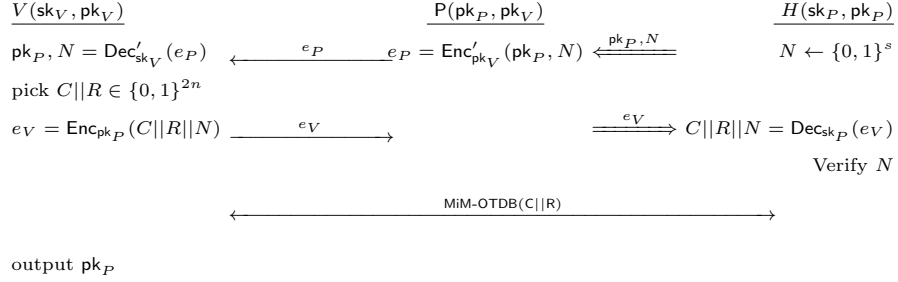 V(sk_V, pk_V) P(pk_P, pk_V) H(sk_P, pk_P)
pk_P, N = Dec′_{sk_V}(e_P) e_P e_P = Enc′_{pk_V}(pk_P, N) pk_P, N N ← {0, 1}^s
pick C||R ∈ {0, 1}^{2n}
e_V = Enc_{pk_P}(C||R||N) e_V e_V C||R||N = Dec_{sk_P}(e_V)
Verify N
MiM-OTDB(C||R)
output pk_P